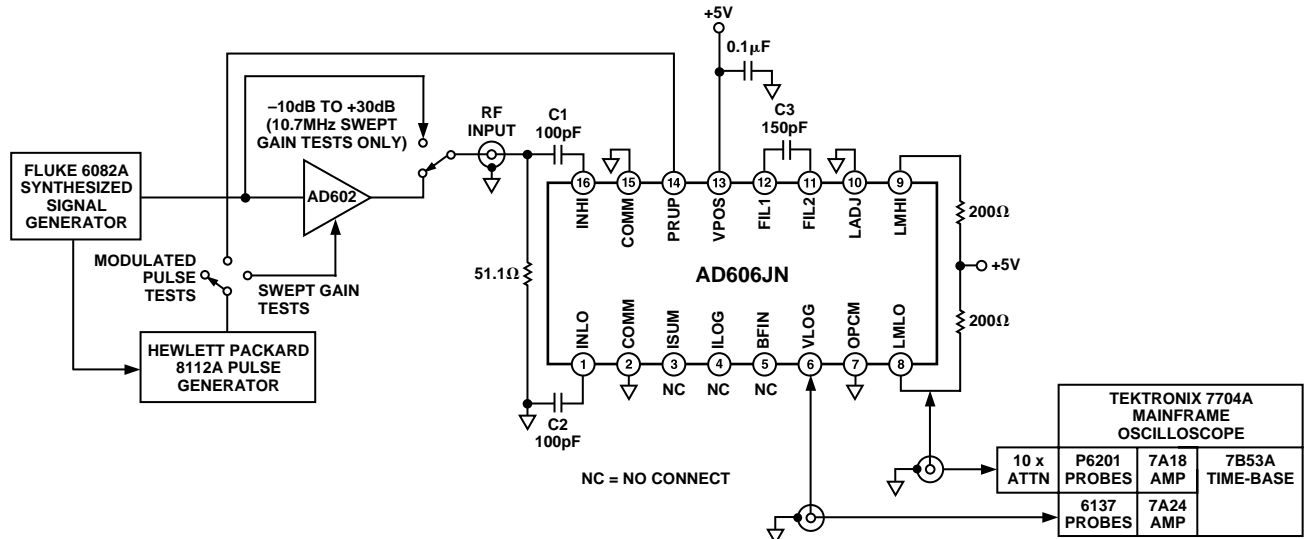 +5V
0.1μF
–10dB TO +30dB
(10.7MHz SWEPT
GAIN TESTS ONLY)
RF
INPUT
C1
100pF
C3
150pF
FLUKE 6082A
SYNTHESIZED
SIGNAL
GENERATOR
AD602
16
15
14
13
12
11
10
9
INHI
COMM
PRUP
VPOS
FIL1
FIL2
LADJ
LMHI
200Ω
+5V
200Ω
MODULATED
PULSE
TESTS
SWEPT GAIN
TESTS
51.1Ω
AD606JN
INLO
COMM
ISUM
ILOG
BFIN
VLOG
OPCM
LMLO
1
2
3
4
5
6
7
8
NC
NC
NC
HEWLETT PACKARD
8112A PULSE
GENERATOR
C2
100pF
NC = NO CONNECT
TEKTRONIX 7704A
MAINFRAME
OSCILLOSCOPE
10 x
ATTN
P6201
PROBES
7A18
AMP
7B53A
TIME-BASE
6137
PROBES
7A24
AMP